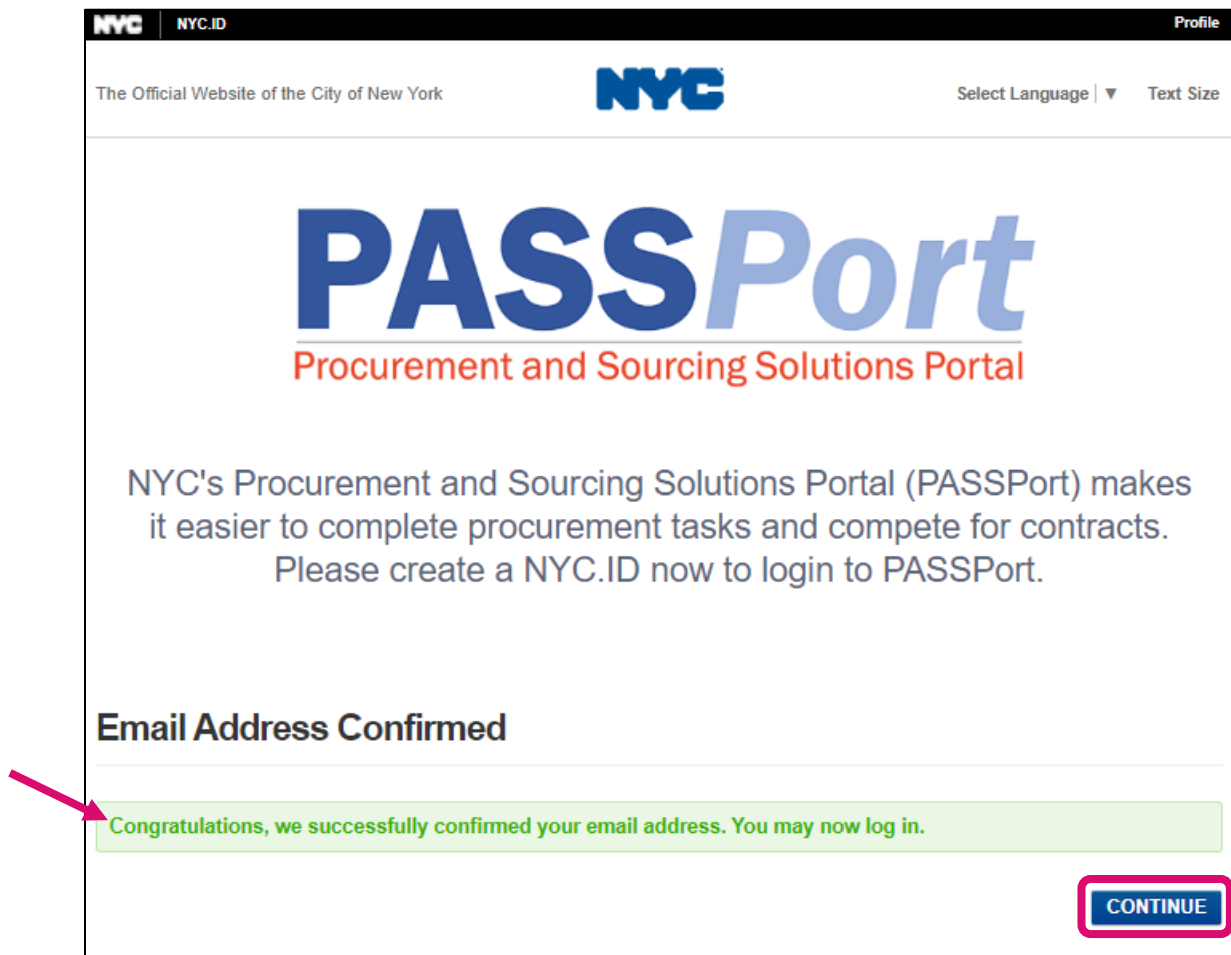 NYC NYC.ID Profile
The Official Website of the City of New York NYC Select Language ▼ Text Size
PASSPort
Procurement and Sourcing Solutions Portal
NYC's Procurement and Sourcing Solutions Portal (PASSPort) makes
it easier to complete procurement tasks and compete for contracts.
Please create a NYC.ID now to login to PASSPort.
Email Address Confirmed
Congratulations, we successfully confirmed your email address. You may now log in.
CONTINUE